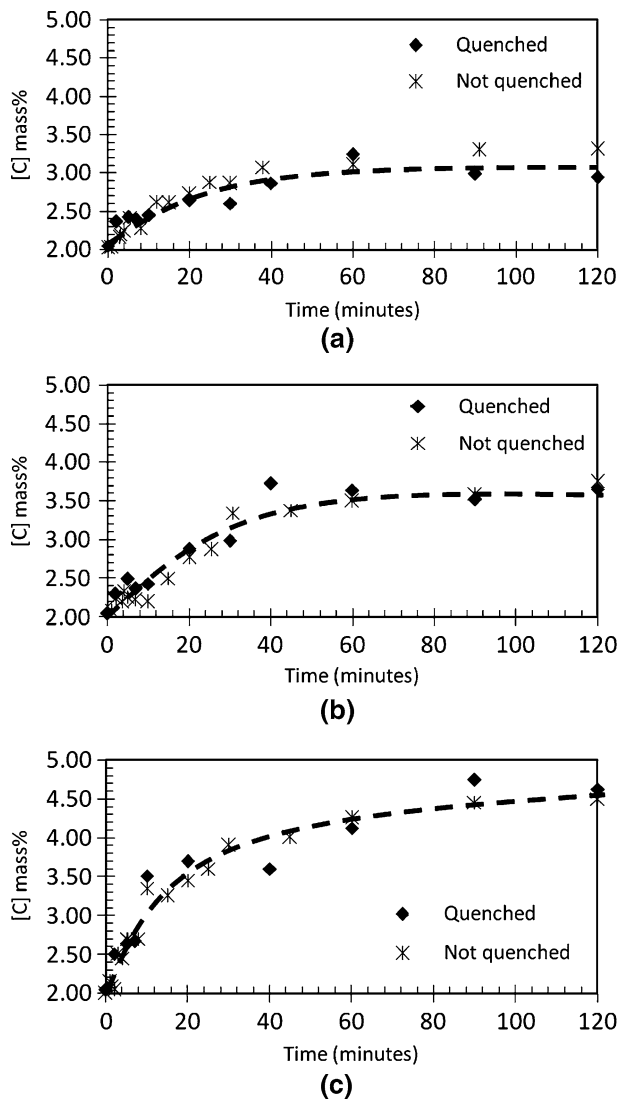 5.00
Quenched
4.50
Not quenched
4.00
[C] mass%
3.50
3.00
2.50
2.00
0 20 40 60 80 100 120
Time (minutes)
(a)
5.00
Quenched
4.50
Not quenched
4.00
[C] mass%
3.50
3.00
2.50
2.00
0 20 40 60 80 100 120
Time (minutes)
(b)
5.00
4.50
4.00
[C] mass%
3.50
3.00
Quenched
2.50
Not quenched
2.00
0 20 40 60 80 100 120
Time (minutes)
(c)